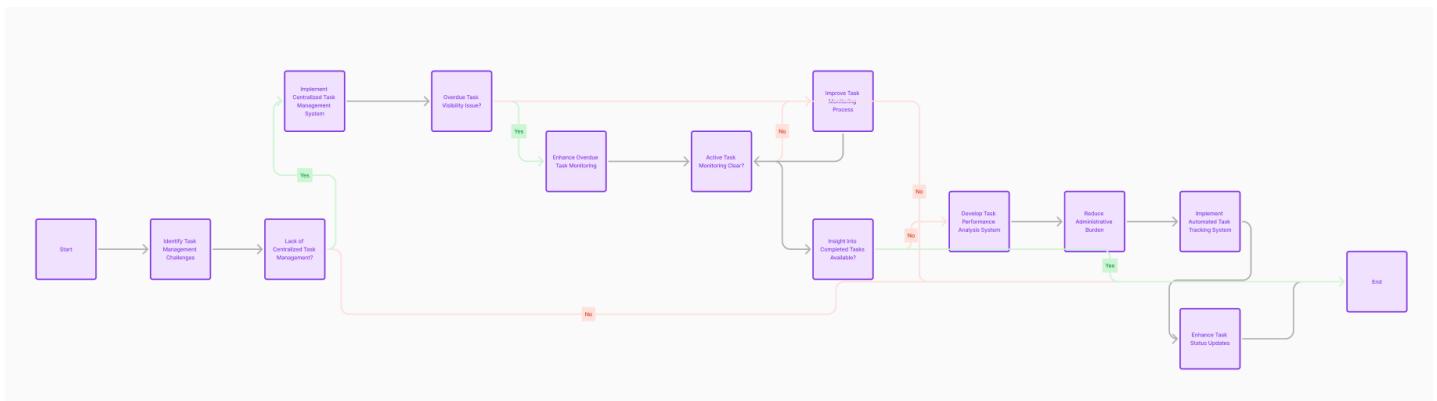 Implement
Centralized Task
Management
System
Overdue Task
Visibility Issue?
Improve Task
Monitoring
Process
Yes
No
Enhance Overdue
Task Monitoring
Active Task
Monitoring Clear?
Yes
No
Start
Identify Task
Management
Challenges
Lack of
Centralized Task
Management?
Insight Into
Completed Tasks
Available?
No
Develop Task
Performance
Analysis System
Reduce
Administrative
Burden
Implement
Automated Task
Tracking System
Yes
End
No
Enhance Task
Status Updates